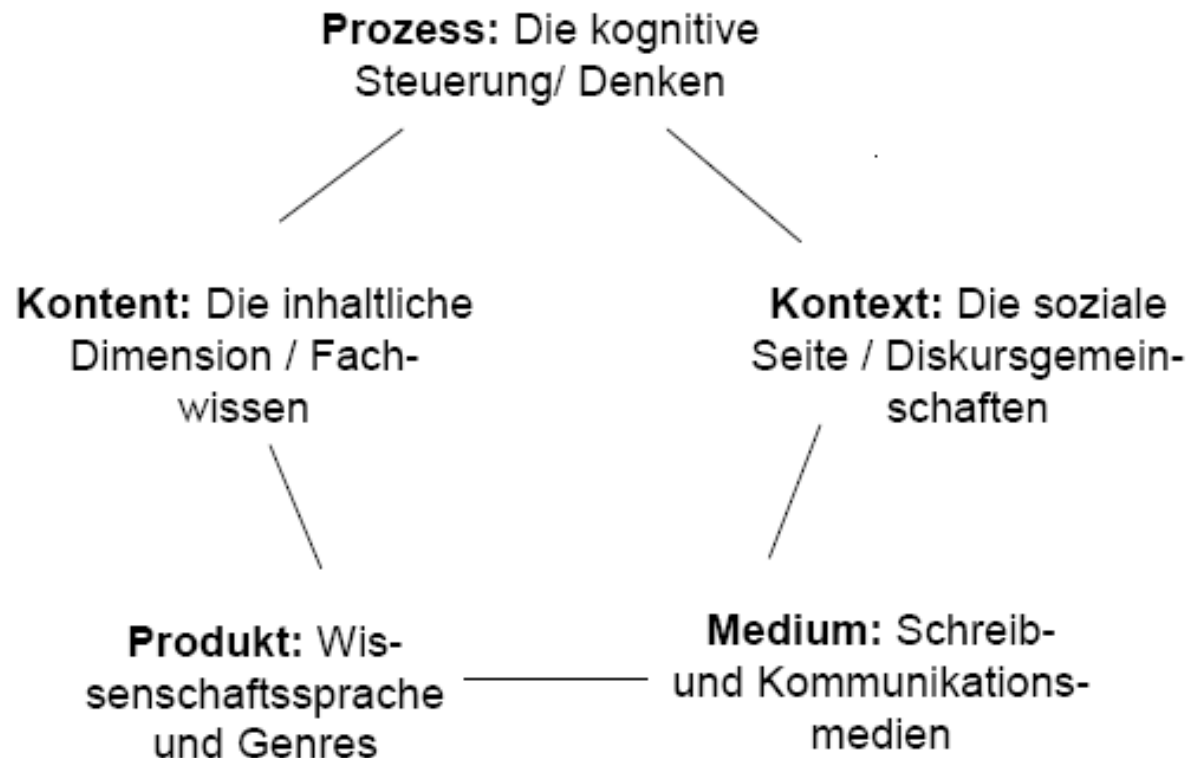 Prozess: Die kognitive
Steuerung/ Denken
Kontent: Die inhaltliche
Dimension / Fach-
wissen
Kontext: Die soziale
Seite / Diskursgemein-
schaften
Produkt: Wis-
senschaftssprache
und Genres
Medium: Schreib-
und Kommunikations-
medien